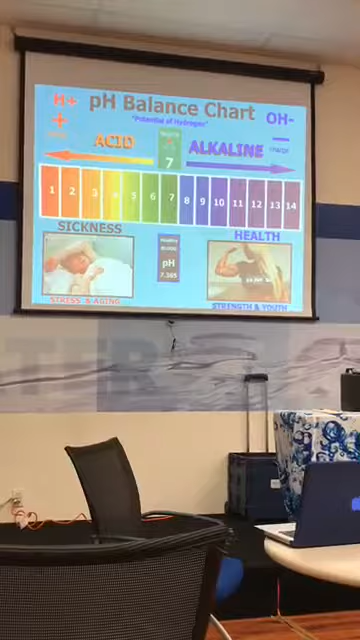 H+
pH Balance Chart
OH-
"Potential of Hydrogen"
+
ACID
7
ALKALINE
1 2 3 4 5 6 7 8 9 10 11 12 13 14
SICKNESS
HEALTH
pH
7.365
STRESS & AGING
STRENGTH & YOUTH